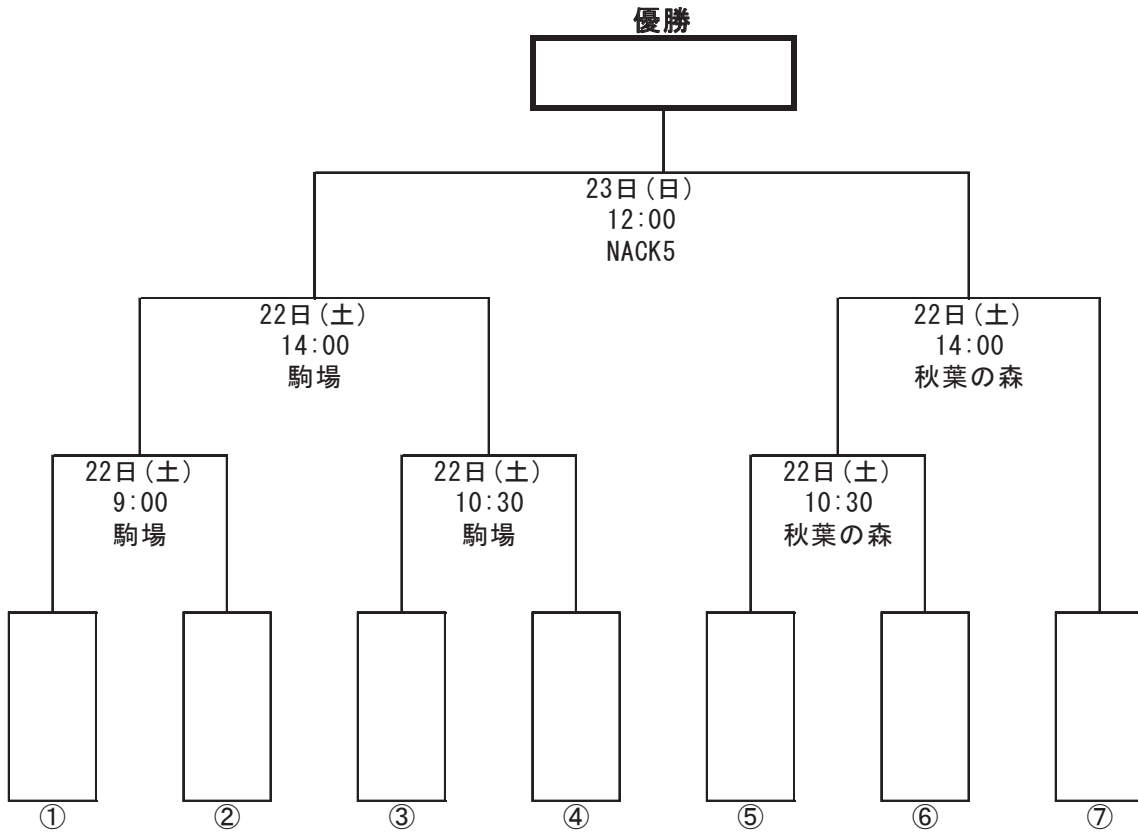 優勝
23日(日)
12:00
NACK5
22日(土)
14:00
駒場
22日(土)
14:00
秋葉の森
22日(土)
9:00
駒場
22日(土)
10:30
駒場
22日(土)
10:30
秋葉の森
① ② ③ ④ ⑤ ⑥ ⑦